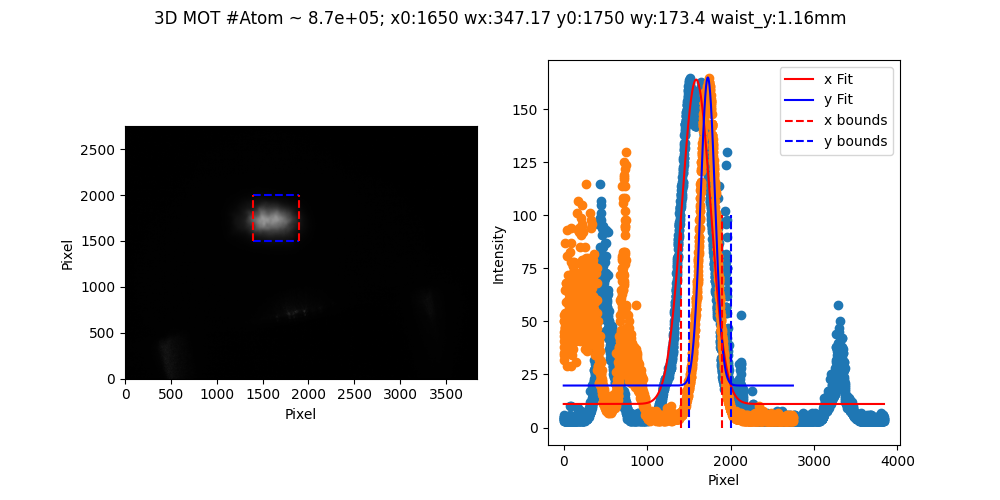 3D MOT #Atom ~ 8.7e+05; x0:1650 wx:347.17 y0:1750 wy:173.4 waist_y:1.16mm
2500
2000
1500
1000
500
0
Pixel
0 500 1000 1500 2000 2500 3000 3500
Pixel
150
125
100
75
50
25
0
Intensity
0 1000 2000 3000 4000
Pixel
x Fit
y Fit
x bounds
y bounds